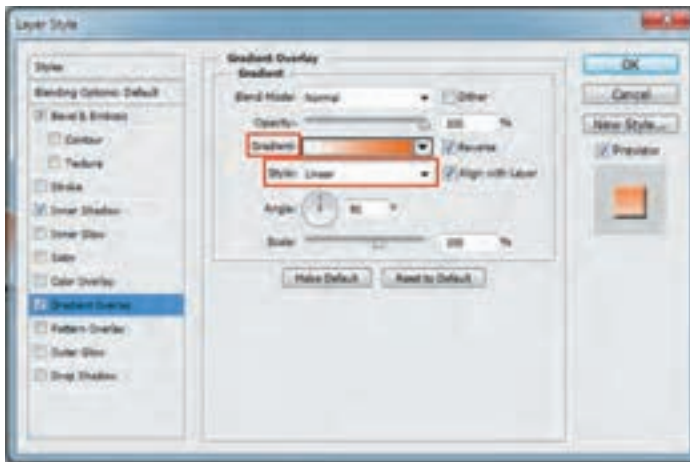 Layer Style
Styles
Blending Options: Default
Bevel & Emboss
Contour
Texture
Stroke
Inner Shadow
Inner Glow
Satin
Color Overlay
Gradient Overlay
Pattern Overlay
Outer Glow
Drop Shadow
Gradient Overlay
Gradient
Blend Mode: Normal Dither
Opacity: 100 %
Gradient: Reverse
Style: Linear Align with Layer
Angle: 90 °
Scale: 100 %
Make Default Reset to Default
OK
Cancel
New Style...
Preview